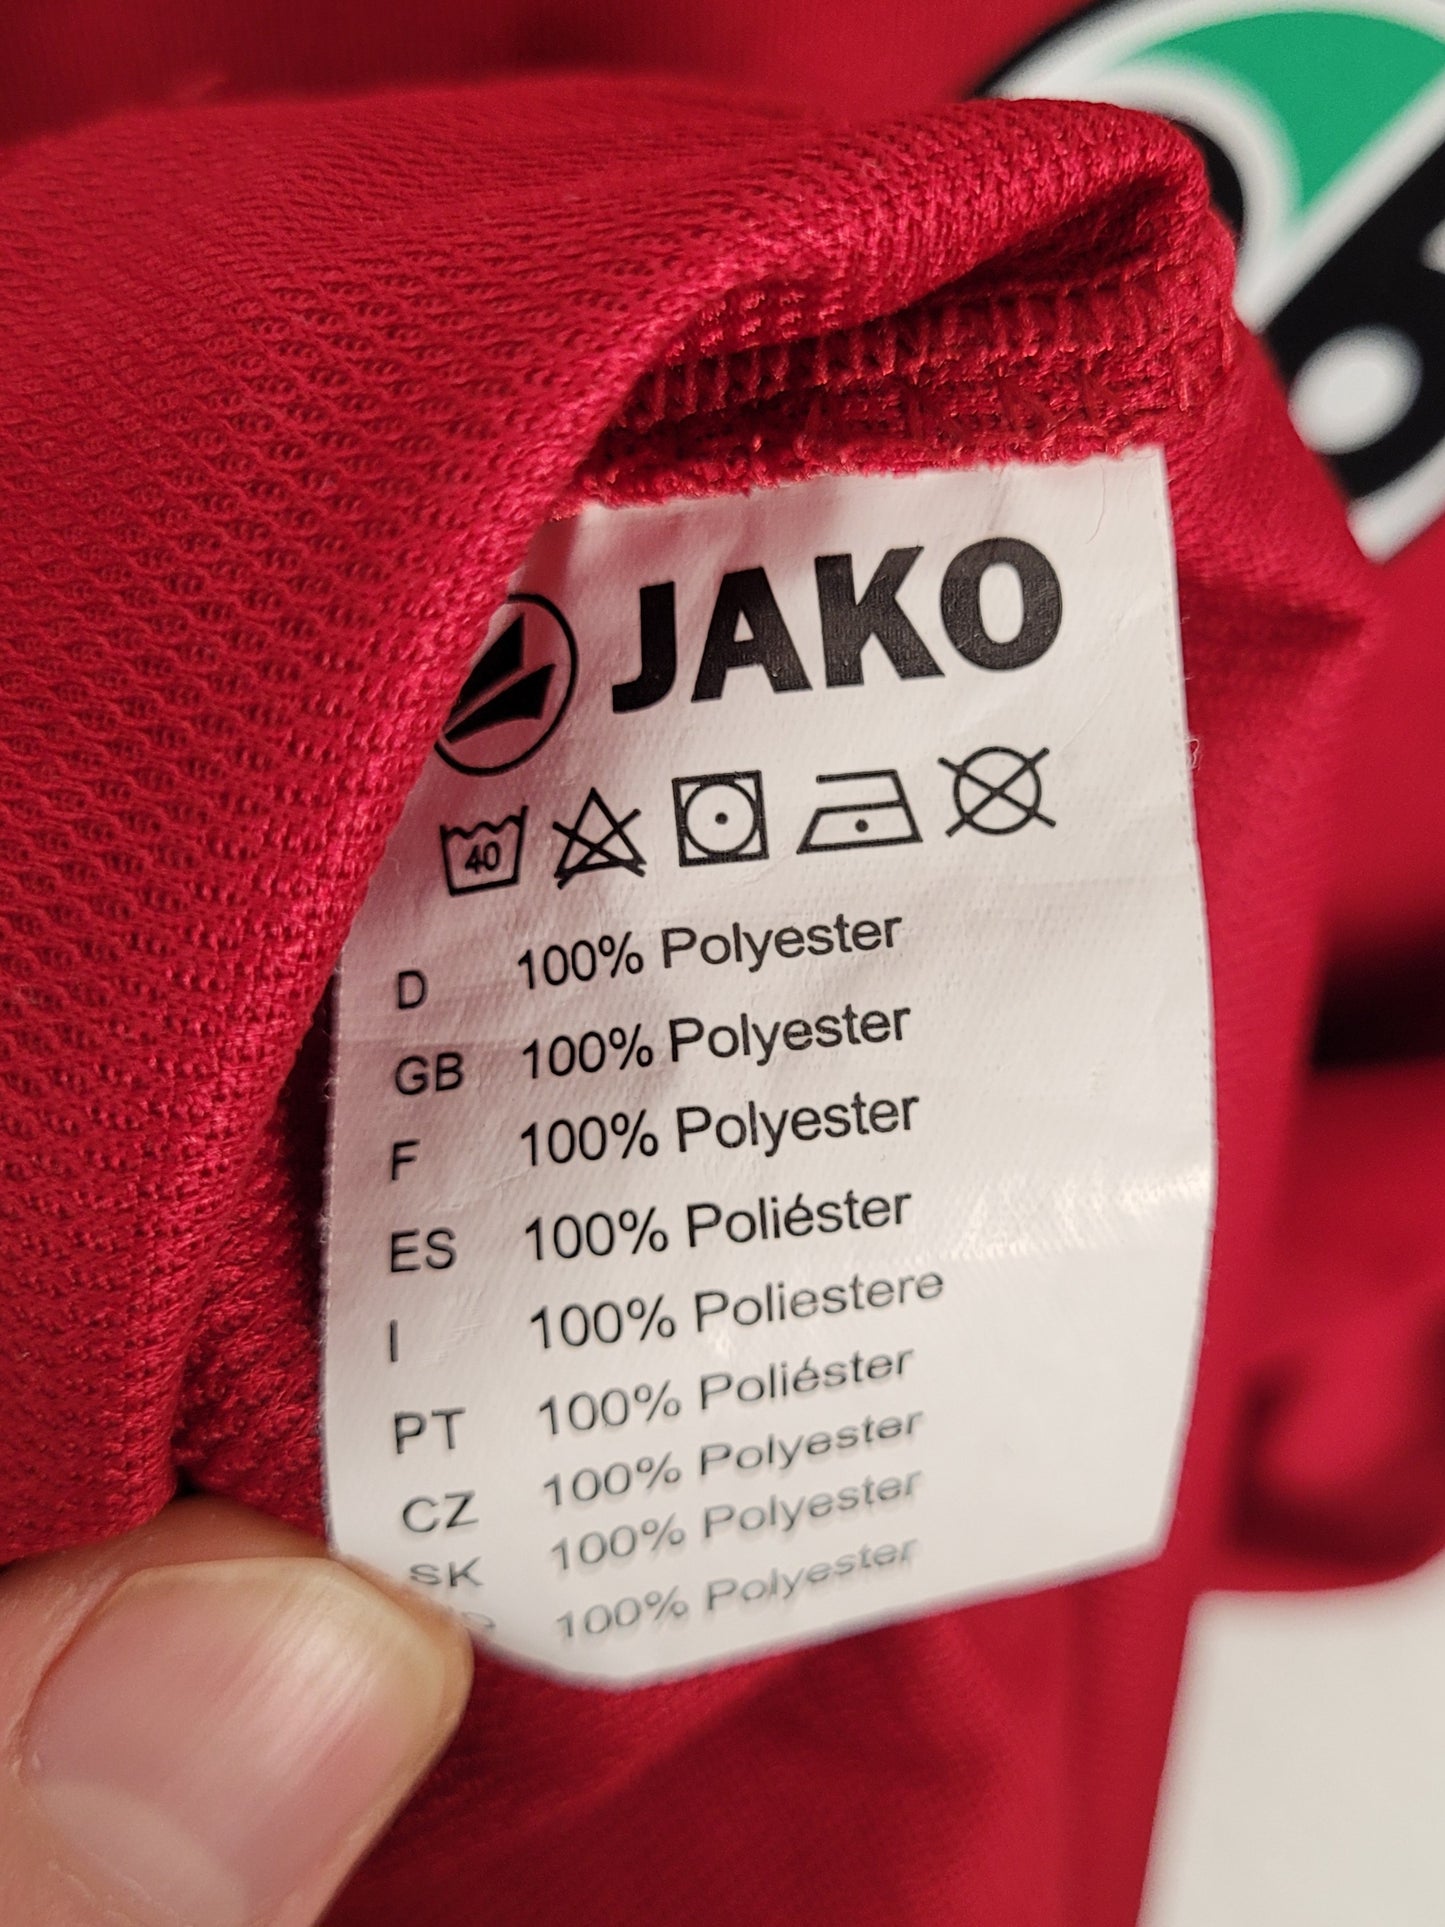 JAKO
40
D 100% Polyester
GB 100% Polyester
F 100% Polyester
ES 100% Poliéster
I 100% Poliestere
PT 100% Poliéster
CZ 100% Polyester
SK 100% Polyester
100% Polyester